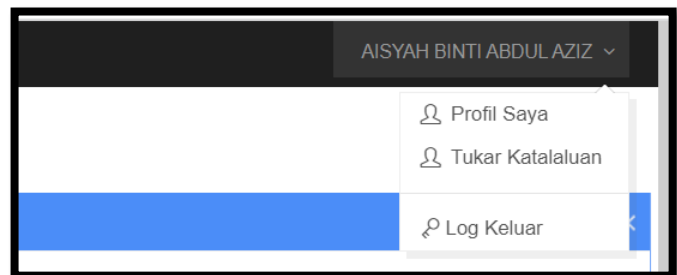 AISYAH BINTI ABDUL AZIZ
Profil Saya
Tukar Katalaluan
Log Keluar